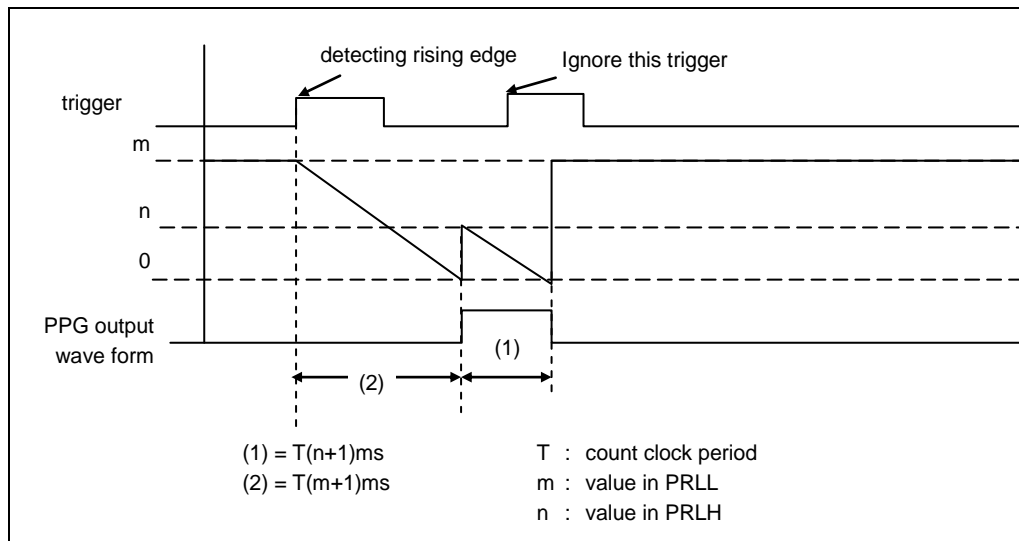 detecting rising edge
Ignore this trigger
trigger
m
n
0
PPG output
wave form
(1)
(2)
(1) = T(n+1)ms
(2) = T(m+1)ms
T : count clock period
m : value in PRLL
n : value in PRLH